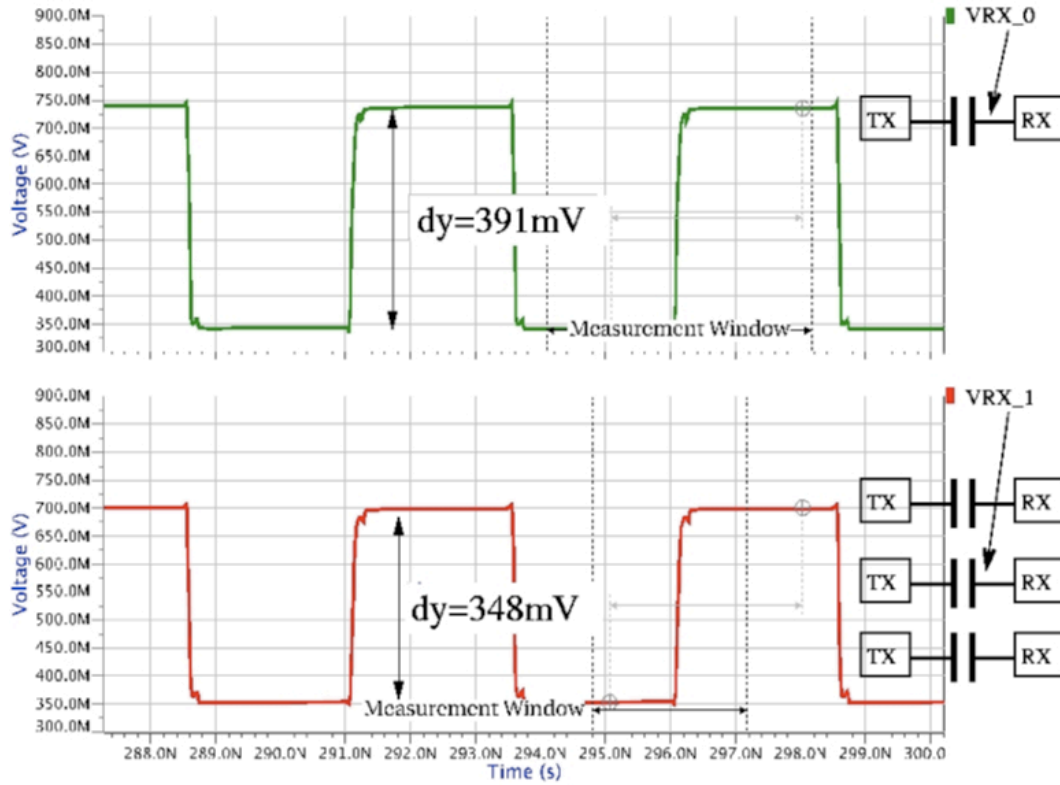 900.0M
VRX_0
850.0M
800.0M
750.0M
TX RX
700.0M
650.0M
600.0M
550.0M
dy=391mV
500.0M
450.0M
400.0M
350.0M
Measurement Window
300.0M
Voltage (V)
900.0M
VRX_1
850.0M
800.0M
750.0M
TX RX
700.0M
650.0M
600.0M
TX RX
550.0M
dy=348mV
500.0M
450.0M
TX RX
400.0M
350.0M
Measurement Window
300.0M
Voltage (V)
288.0N 289.0N 290.0N 291.0N 292.0N 293.0N 294.0N 295.0N 296.0N 297.0N 298.0N 299.0N 300.0
Time (s)